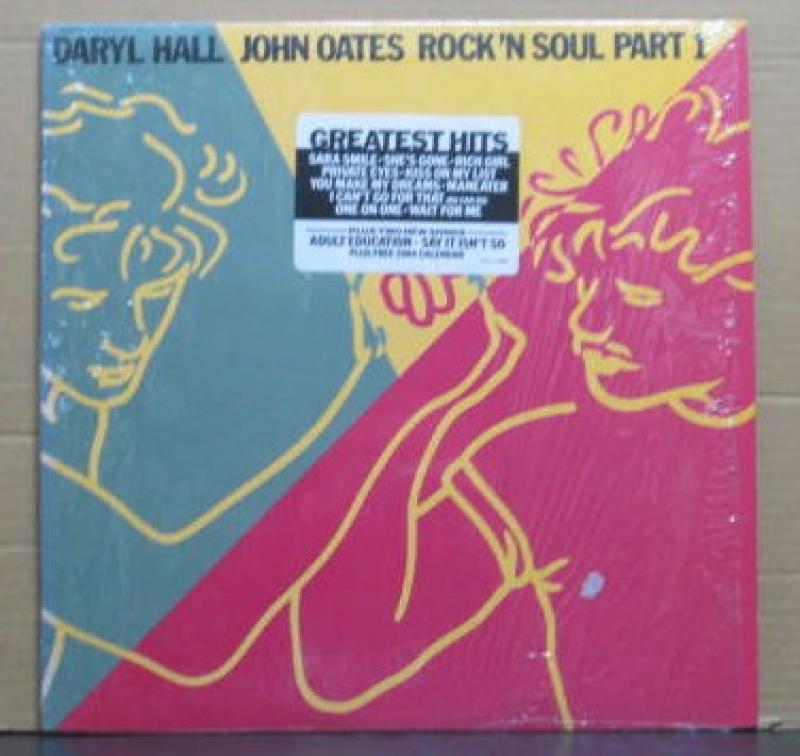 DARYL HALL JOHN OATES ROCK'N SOUL PART 1
GREATEST HITS
SARA SMILE · SHE'S GONE · RICH GIRL
PRIVATE EYES · KISS ON MY LIST
YOU MAKE MY DREAMS · MANEATER
I CAN'T GO FOR THAT
ONE ON ONE · WAIT FOR ME
PLUS TWO NEW SONGS
ADULT EDUCATION · SAY IT ISN'T SO
PLUS FREE 1984 CALENDAR